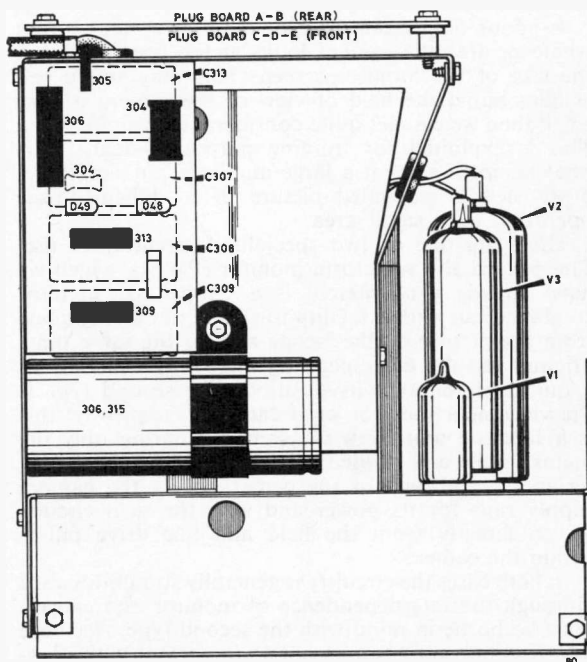 PLUG BOARD A-B (REAR)
PLUG BOARD C-D-E (FRONT)
305
C313
306
304
304
C307
D49
D48
313
C308
309
C309
306,315
V2
V3
V1